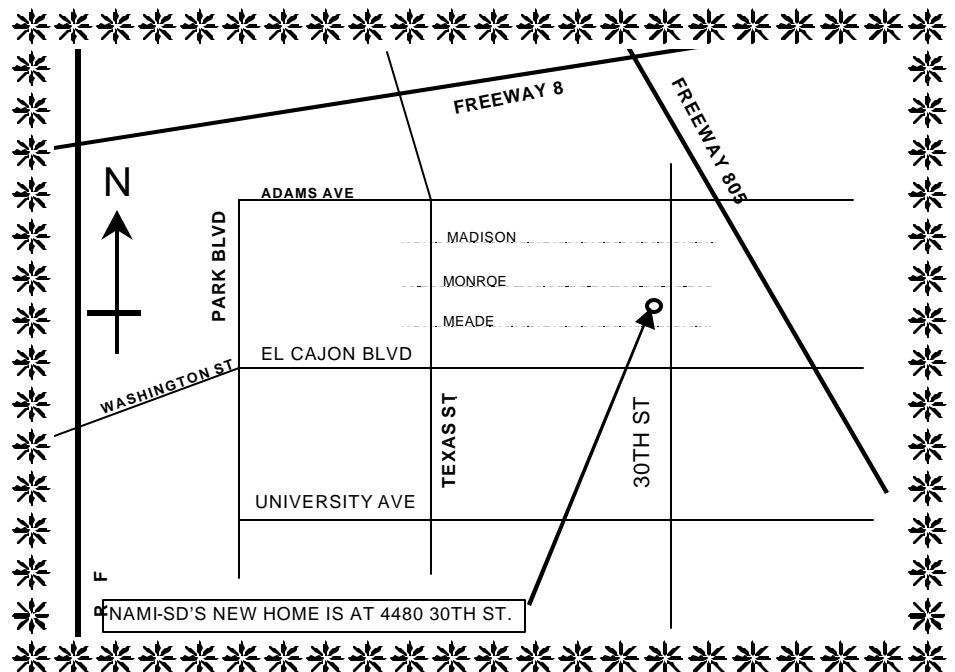 FREEWAY 8
FREEWAY 805
N
ADAMS AVE
PARK BLVD
MADISON
MONROE
MEADE
EL CAJON BLVD
WASHINGTON ST
TEXAS ST
30TH ST
UNIVERSITY AVE
NAMI-SD'S NEW HOME IS AT 4480 30TH ST.